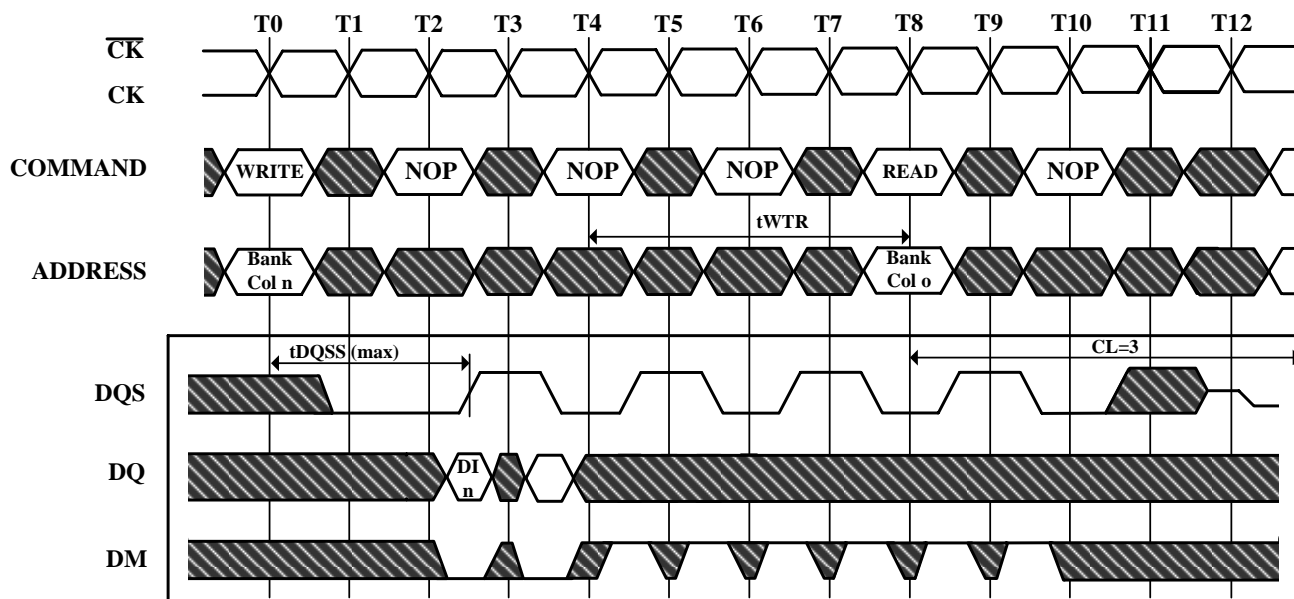 T0 T1 T2 T3 T4 T5 T6 T7 T8 T9 T10 T11 T12
CK
CK
COMMAND WRITE NOP NOP NOP READ NOP
tWTR
ADDRESS Bank Col n Bank Col o
tDQSS (max) CL=3
DQS
DQ DI n
DM